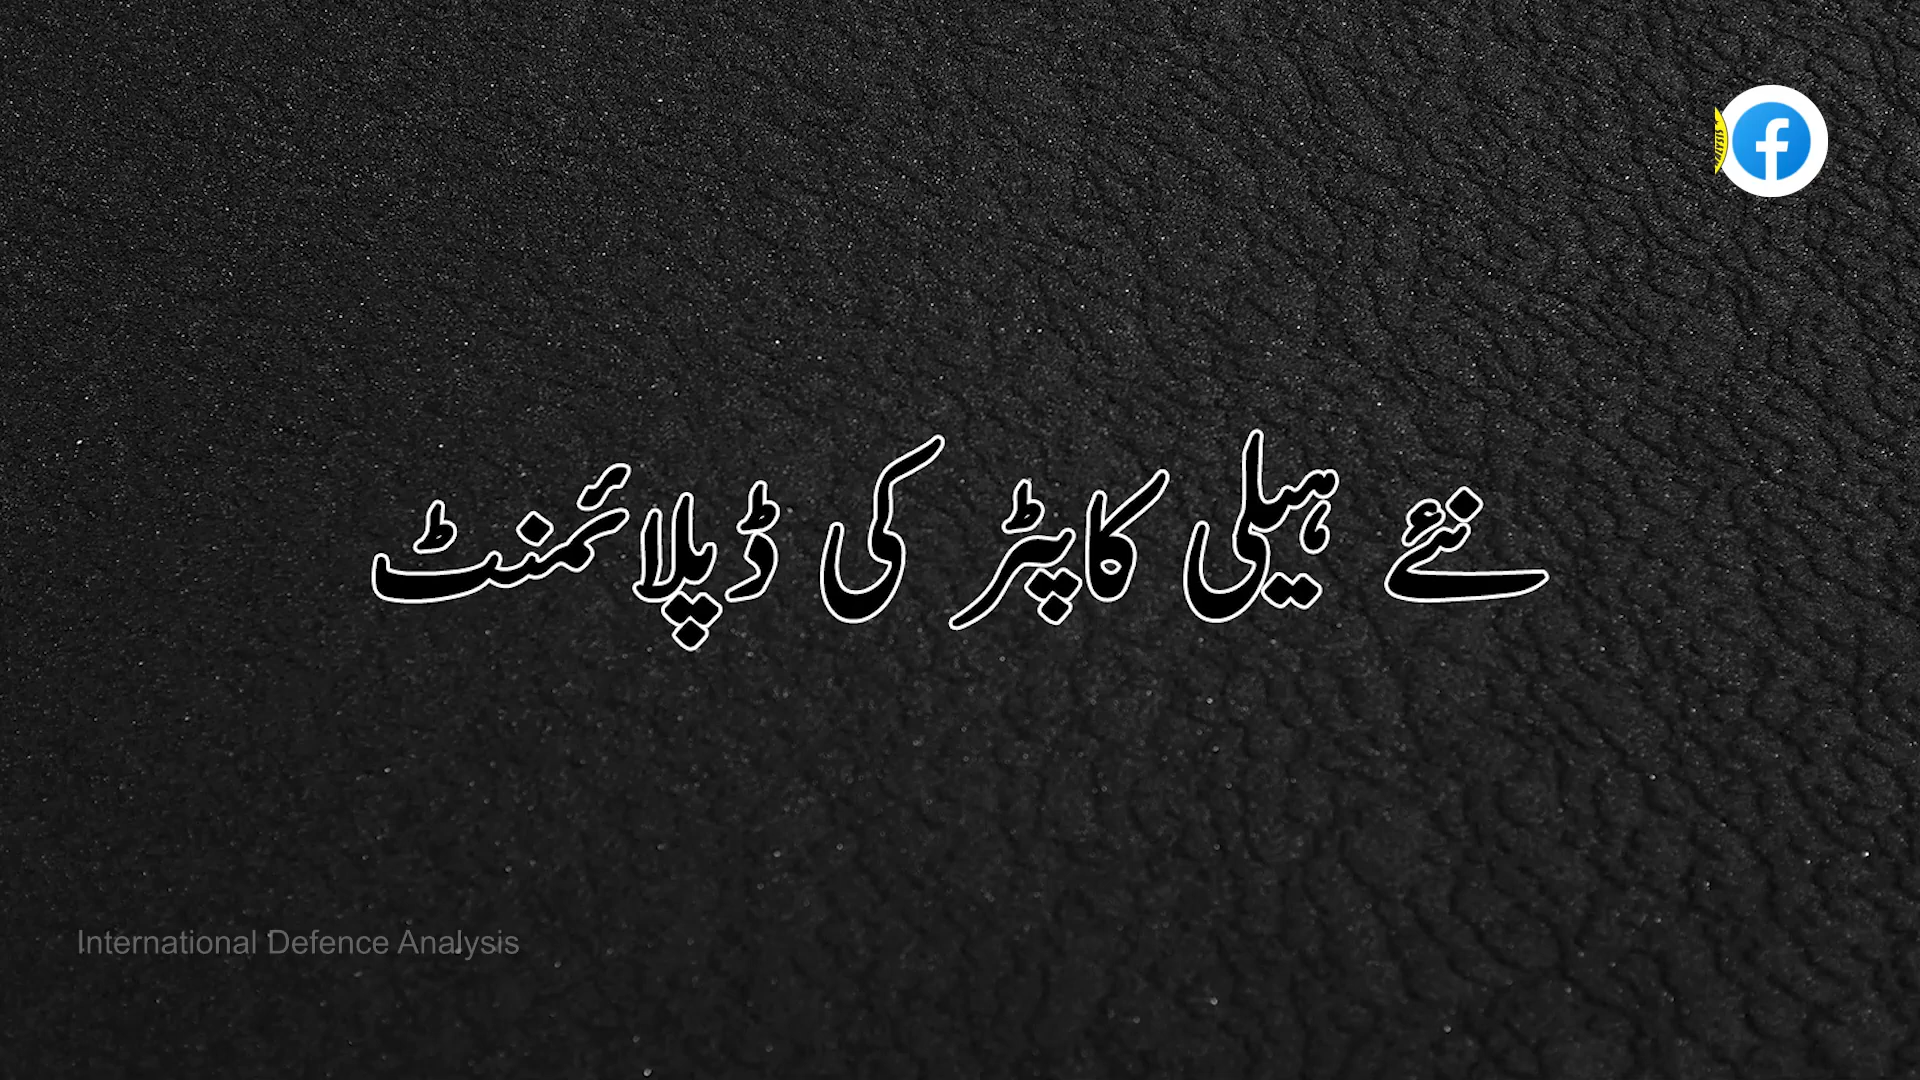 نئے ہیلی کاپٹر کی ڈپلائمنٹ
International Defence Analysis